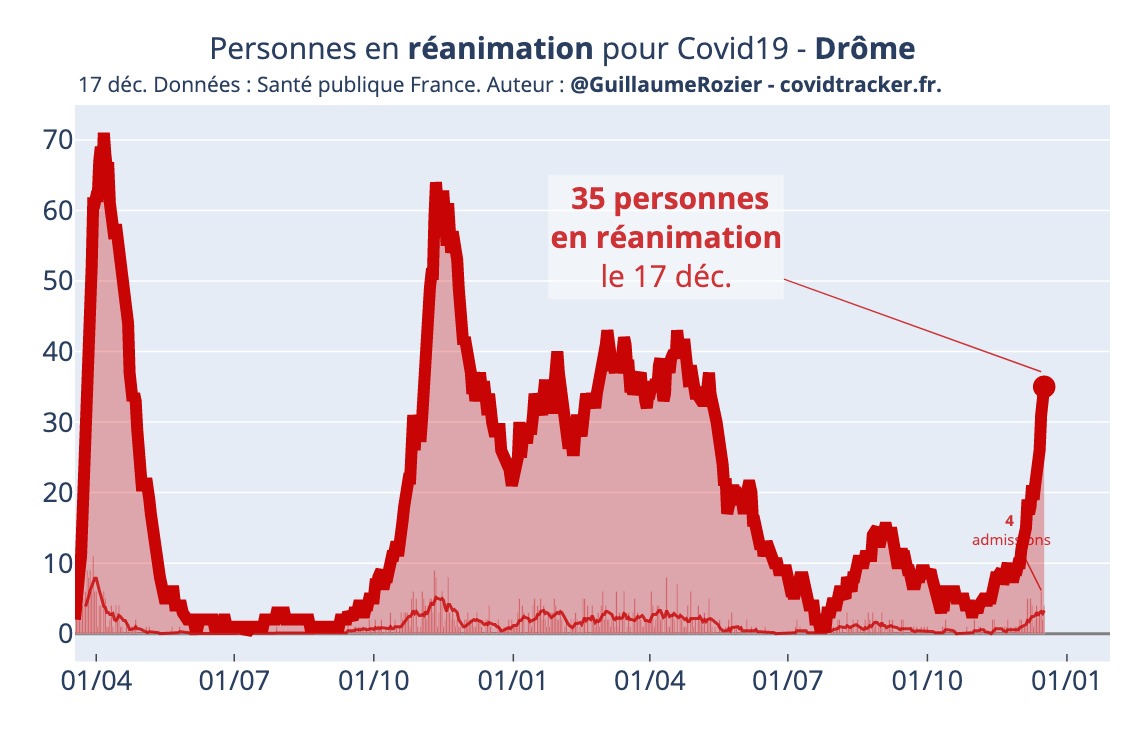 Personnes en réanimation pour Covid19 - Drôme
17 déc. Données : Santé publique France. Auteur : @GuillaumeRozier - covidtracker.fr.
70
60
50
40
30
20
10
0
35 personnes
en réanimation
le 17 déc.
4
admissions
01/04
01/07
01/10
01/01
01/04
01/07
01/10
01/01